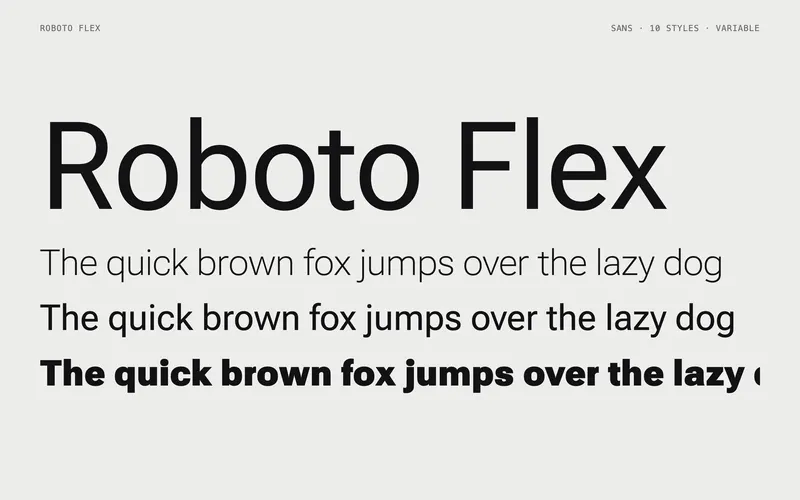 ROBOTO FLEX
SANS · 10 STYLES · VARIABLE
Roboto Flex
The quick brown fox jumps over the lazy dog
The quick brown fox jumps over the lazy dog
The quick brown fox jumps over the lazy